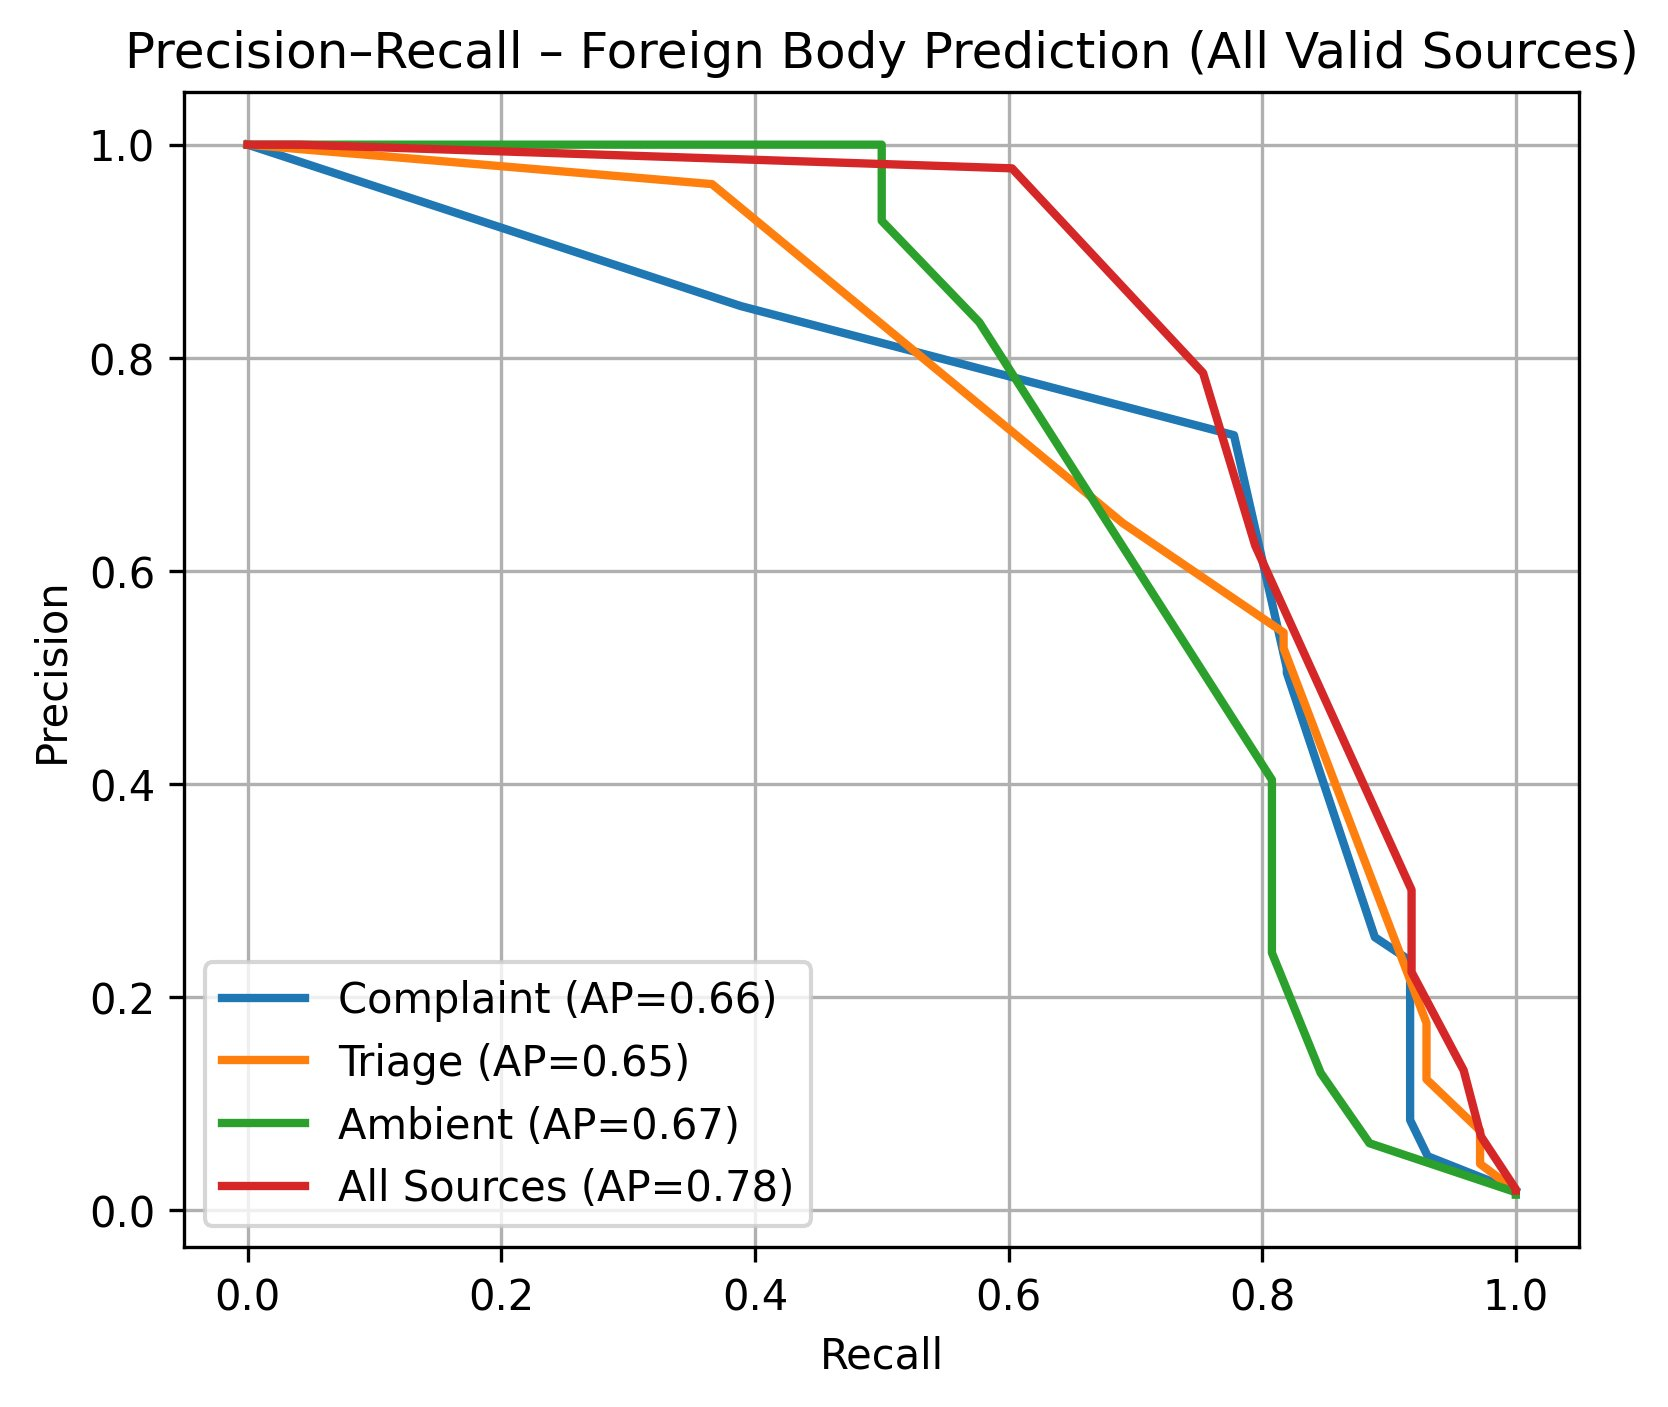 Precision–Recall – Foreign Body Prediction (All Valid Sources)
1.0
0.8
0.6
0.4
0.2
0.0
Precision
Complaint (AP=0.66)
Triage (AP=0.65)
Ambient (AP=0.67)
All Sources (AP=0.78)
0.0 0.2 0.4 0.6 0.8 1.0
Recall